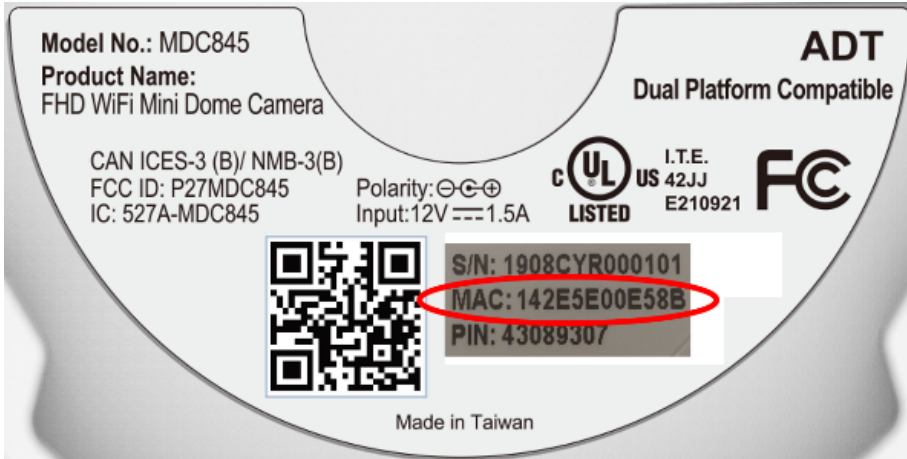 Model No.: MDC845
Product Name:
FHD WiFi Mini Dome Camera
ADT
Dual Platform Compatible
CAN ICES-3 (B)/ NMB-3(B)
FCC ID: P27MDC845
IC: 527A-MDC845
Polarity:
Input:12V 1.5A
C UL US
LISTED
I.T.E.
42JJ
E210921
FC
S/N: 1908CYR000101
MAC: 142E5E00E58B
PIN: 43089307
Made in Taiwan